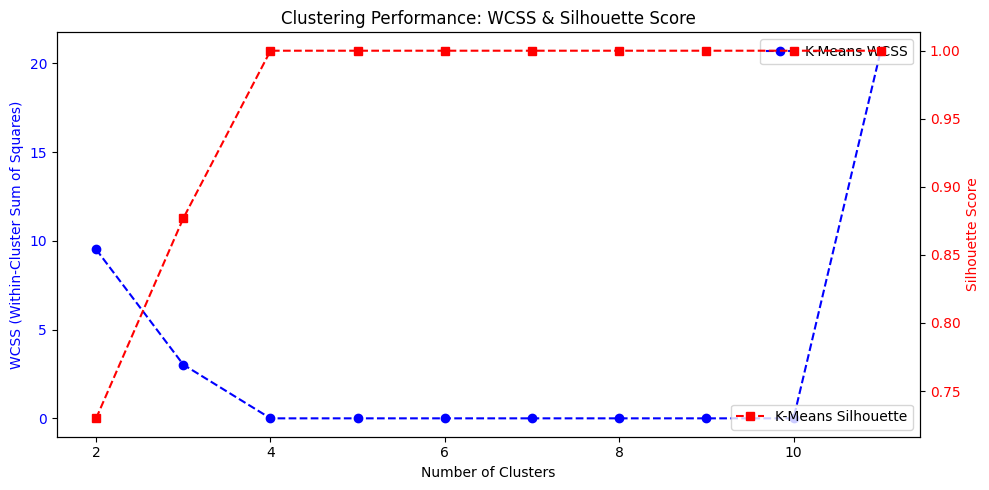 Clustering Performance: WCSS & Silhouette Score
WCSS (Within-Cluster Sum of Squares)
20
15
10
5
0
K-Means WCSS
K-Means Silhouette
1.00
0.95
0.90
0.85
0.80
0.75
Silhouette Score
2
4
6
8
10
Number of Clusters